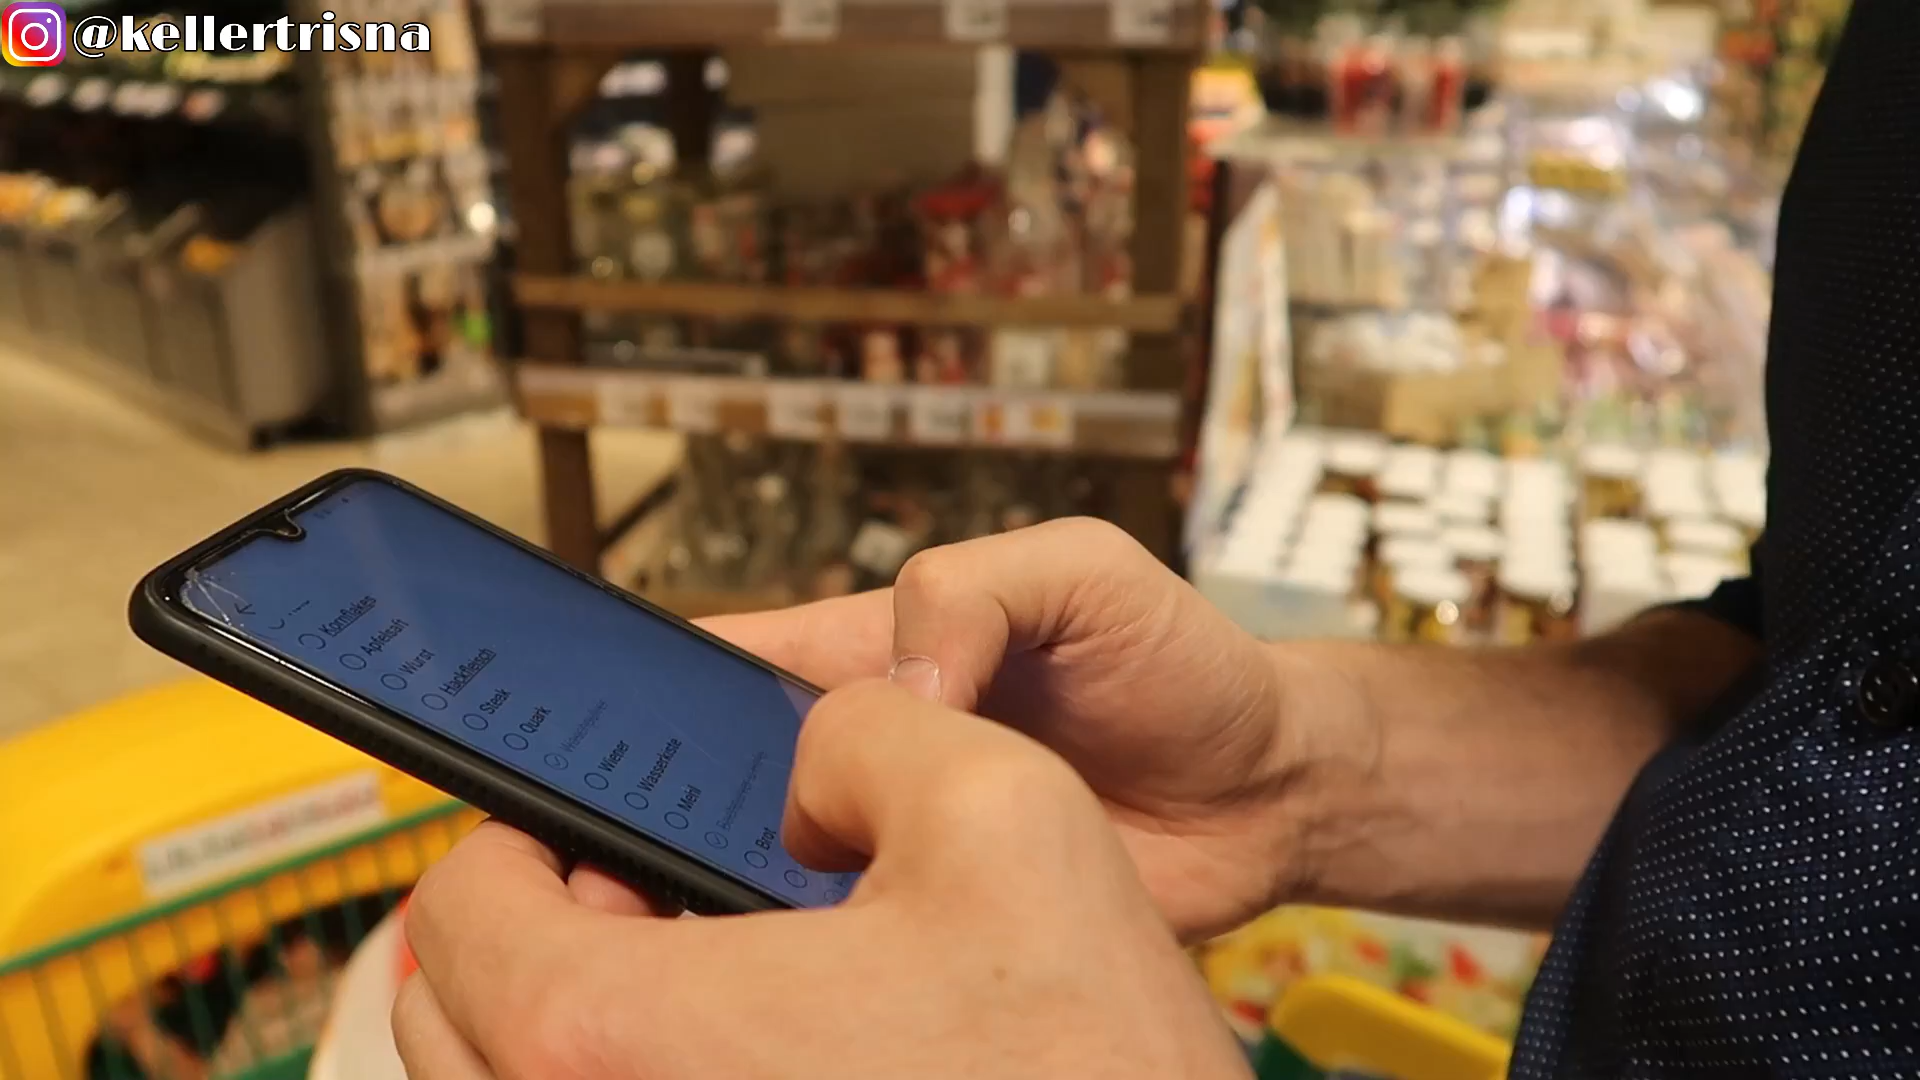 @kellertrisna
Kornflakes
Apfelsaft
Wurst
Hackfleisch
Steak
Quark
Wiener
Wasserkiste
Mehl
Brot